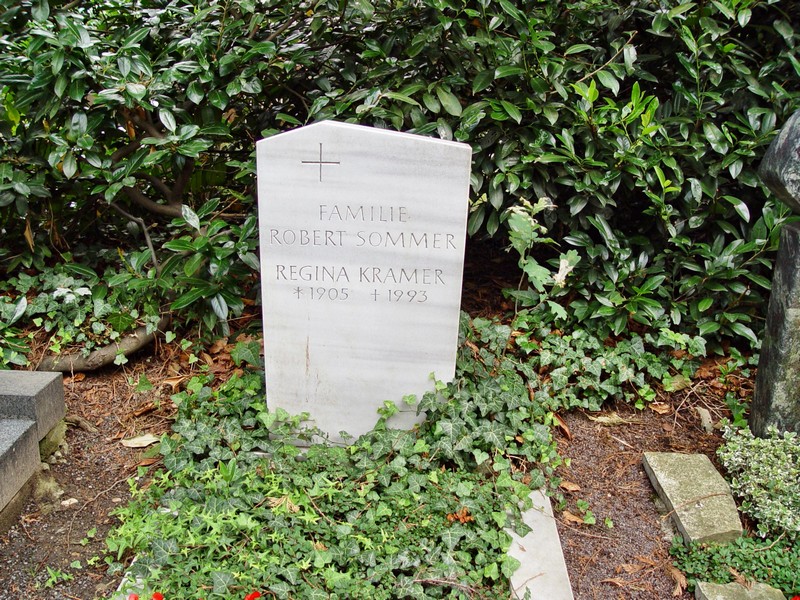 FAMILIE
ROBERT SOMMER
REGINA KRAMER
*1905 +1993